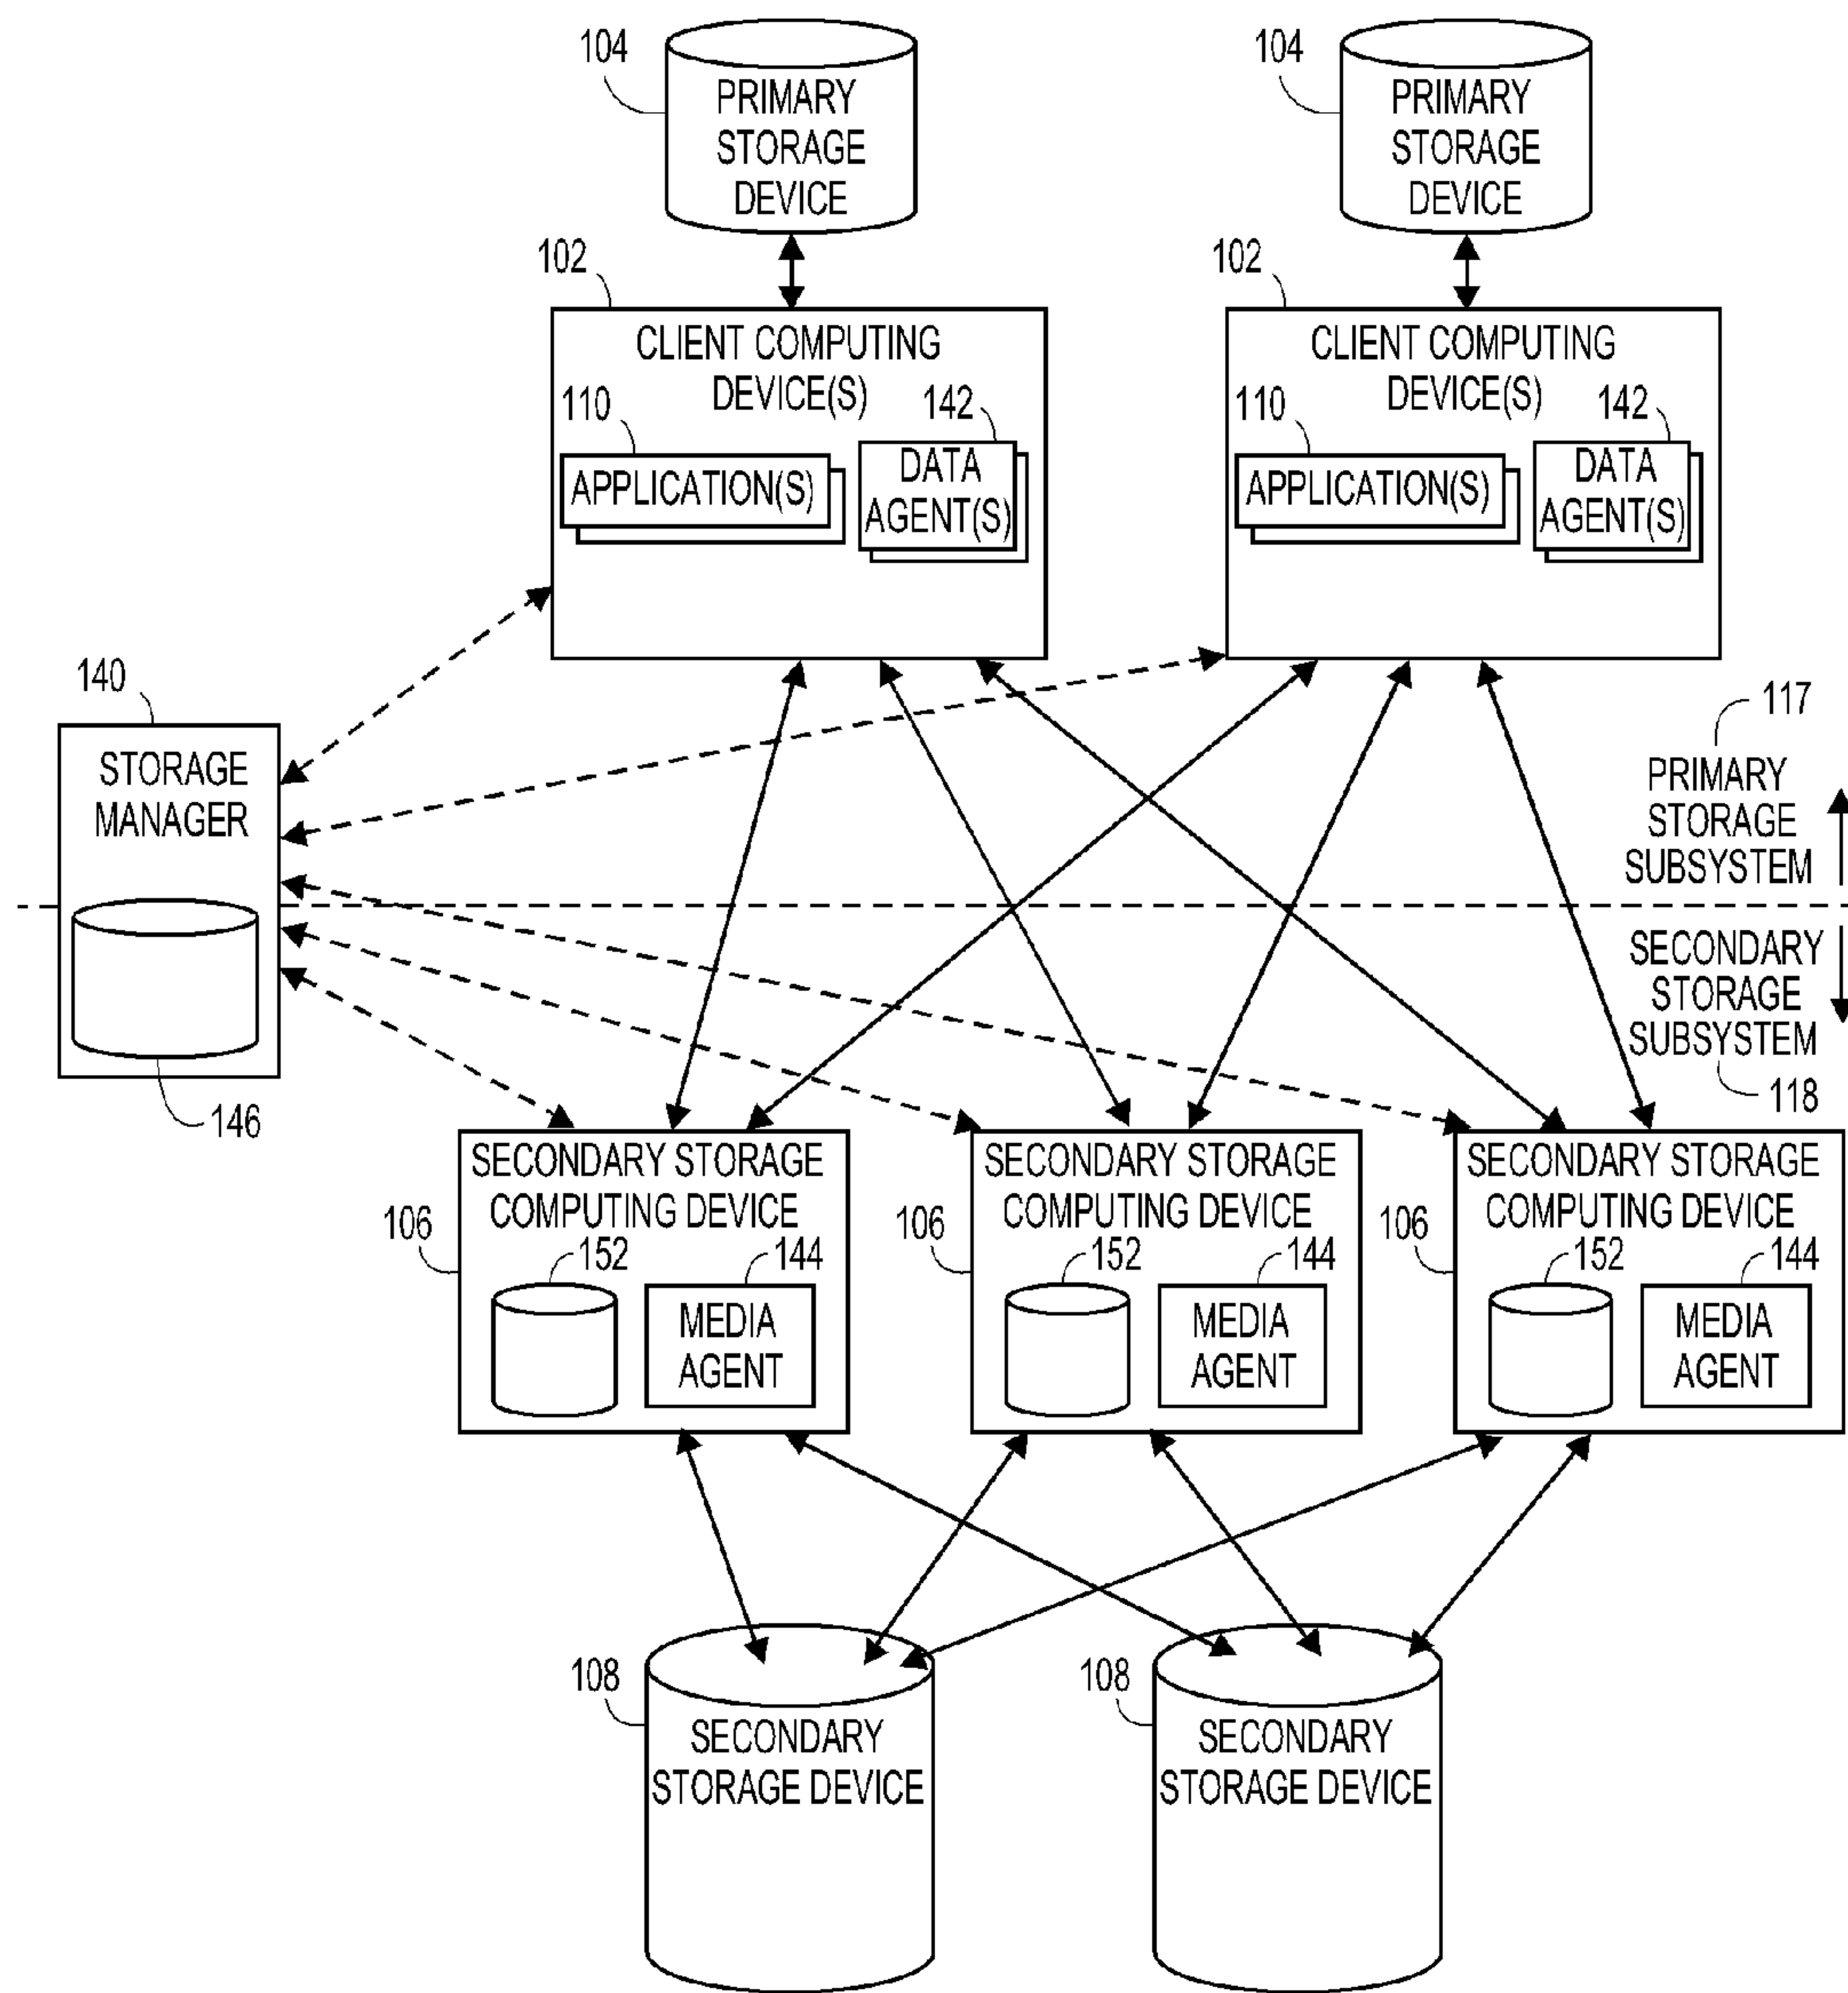 104
PRIMARY
STORAGE
DEVICE
104
PRIMARY
STORAGE
DEVICE
102
CLIENT COMPUTING
DEVICE(S)
110
APPLICATION(S)
142
DATA
AGENT(S)
102
CLIENT COMPUTING
DEVICE(S)
110
APPLICATION(S)
142
DATA
AGENT(S)
140
STORAGE
MANAGER
146
117
PRIMARY
STORAGE
SUBSYSTEM
SECONDARY
STORAGE
SUBSYSTEM
118
106
SECONDARY STORAGE
COMPUTING DEVICE
152
144
MEDIA
AGENT
106
SECONDARY STORAGE
COMPUTING DEVICE
152
144
MEDIA
AGENT
106
SECONDARY STORAGE
COMPUTING DEVICE
152
144
MEDIA
AGENT
108
SECONDARY
STORAGE DEVICE
108
SECONDARY
STORAGE DEVICE